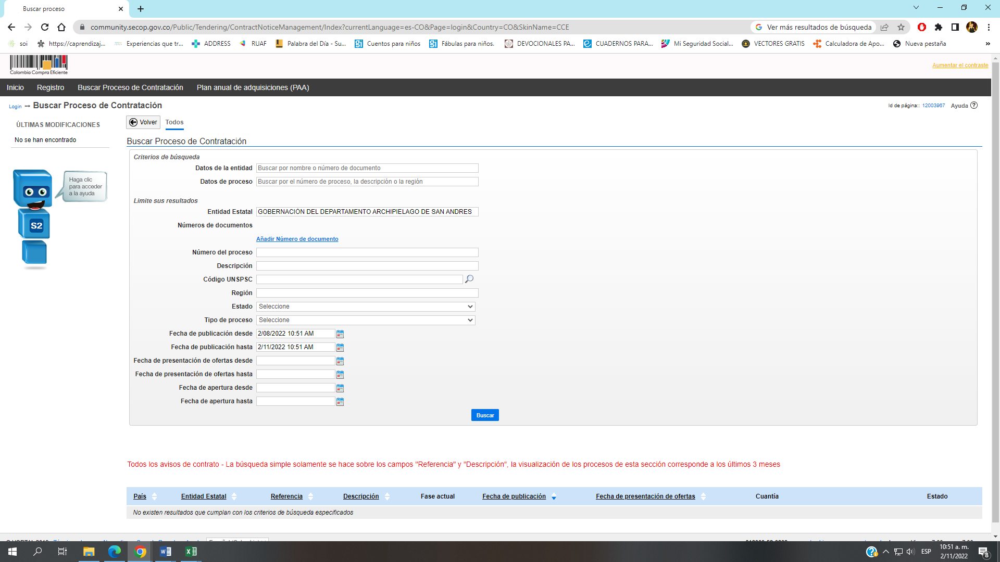 Buscar proceso
community.secop.gov.co/Public/Tendering/ContractNoticeManagement/Index?currentLanguage=es-CO&Page=login&Country=CO&SkinName=CCE
Ver más resultados de búsqueda
soi
https://caprendizaj...
Experiencias que tr...
ADDRESS
RUAF
Palabra del Día - Su...
Cuentos para niños
Fábulas para niños.
DEVOCIONALES PA...
CUADERNOS PARA...
Mi Seguridad Social...
VECTORES GRATIS
Calculadora de Apo...
Nueva pestaña
»
Colombia Compra Eficiente
Aumentar el contraste
Inicio
Registro
Buscar Proceso de Contratación
Plan anual de adquisiciones (PAA)
Login → Buscar Proceso de Contratación
Id de página:: 12003967
Ayuda ?
ÚLTIMAS MODIFICACIONES
No se han encontrado
Haga clic
para acceder
a la ayuda
S2
Volver
Todos
Buscar Proceso de Contratación
Criterios de búsqueda
Datos de la entidad Buscar por nombre o número de documento
Datos de proceso Buscar por el número de proceso, la descripción o la región
Limite sus resultados
Entidad Estatal GOBERNACIÓN DEL DEPARTAMENTO ARCHIPIELAGO DE SAN ANDRES
Números de documentos
Añadir Número de documento
Número del proceso
Descripción
Código UNSPSC
Región
Estado Seleccione
Tipo de proceso Seleccione
Fecha de publicación desde 2/08/2022 10:51 AM
Fecha de publicación hasta 2/11/2022 10:51 AM
Fecha de presentación de ofertas desde
Fecha de presentación de ofertas hasta
Fecha de apertura desde
Fecha de apertura hasta
Buscar
Todos los avisos de contrato - La búsqueda simple solamente se hace sobre los campos "Referencia" y "Descripción", la visualización de los procesos de esta sección corresponde a los últimos 3 meses
País Entidad Estatal Referencia Descripción Fase actual Fecha de publicación Fecha de presentación de ofertas Cuantía Estado
No existen resultados que cumplan con los criterios de búsqueda especificados
ESP
10:51 a. m.
2/11/2022
8